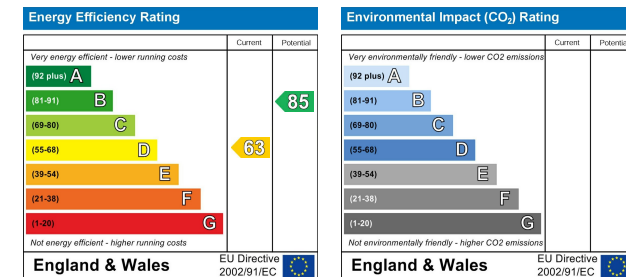 Energy Efficiency Rating
Current Potential
Very energy efficient - lower running costs
(92 plus) A
(81-91) B
85
(69-80) C
(55-68) D
63
(39-54) E
(21-38) F
(1-20) G
Not energy efficient - higher running costs
England & Wales
EU Directive
2002/91/EC
Environmental Impact (CO₂) Rating
Current Potential
Very environmentally friendly - lower CO2 emissions
(92 plus) A
(81-91) B
(69-80) C
(55-68) D
(39-54) E
(21-38) F
(1-20) G
Not environmentally friendly - higher CO2 emissions
England & Wales
EU Directive
2002/91/EC